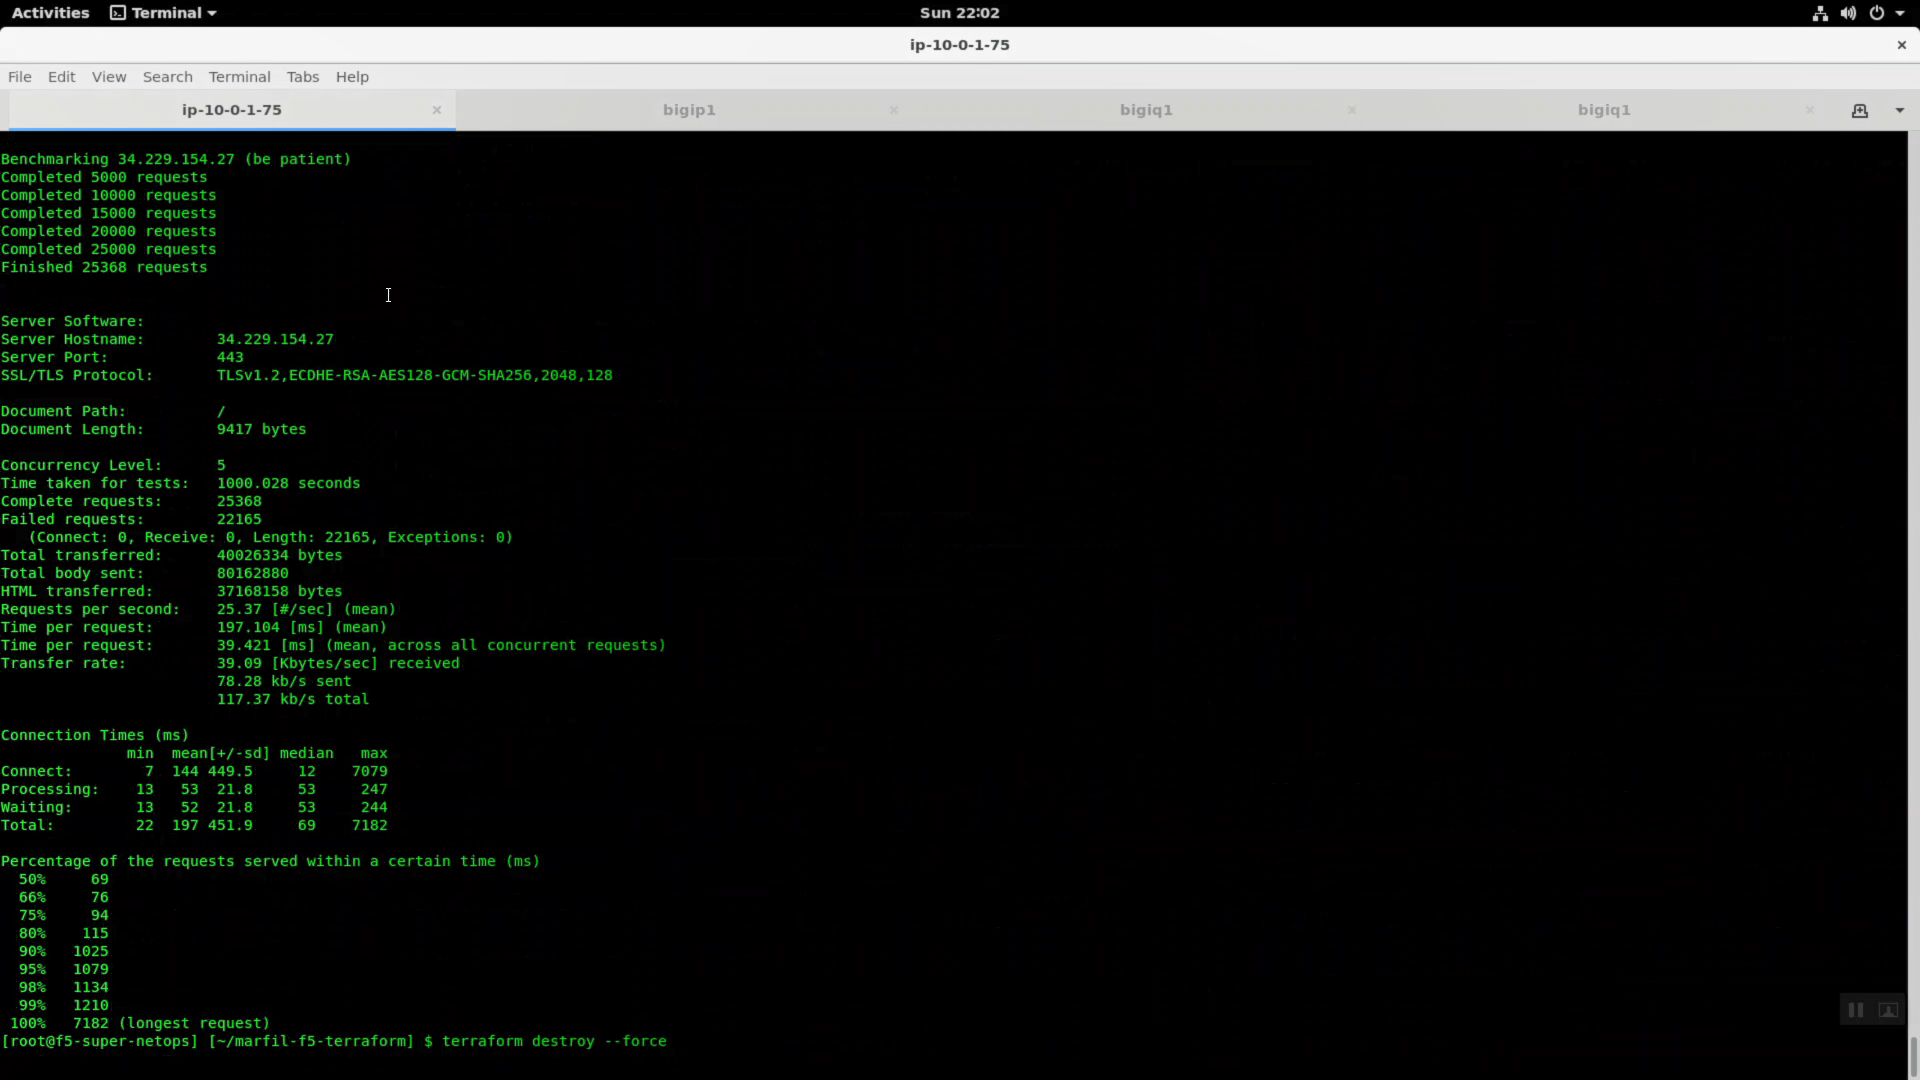 Activities Terminal Sun 22:02
ip-10-0-1-75 ×
File Edit View Search Terminal Tabs Help
ip-10-0-1-75 × bigip1 × bigiq1 × bigiq1 ×
Benchmarking 34.229.154.27 (be patient)
Completed 5000 requests
Completed 10000 requests
Completed 15000 requests
Completed 20000 requests
Completed 25000 requests
Finished 25368 requests
Server Software:
Server Hostname: 34.229.154.27
Server Port: 443
SSL/TLS Protocol: TLSv1.2,ECDHE-RSA-AES128-GCM-SHA256,2048,128
Document Path: /
Document Length: 9417 bytes
Concurrency Level: 5
Time taken for tests: 1000.028 seconds
Complete requests: 25368
Failed requests: 22165
(Connect: 0, Receive: 0, Length: 22165, Exceptions: 0)
Total transferred: 40026334 bytes
Total body sent: 80162880
HTML transferred: 37168158 bytes
Requests per second: 25.37 [#/sec] (mean)
Time per request: 197.104 [ms] (mean)
Time per request: 39.421 [ms] (mean, across all concurrent requests)
Transfer rate: 39.09 [Kbytes/sec] received
78.28 kb/s sent
117.37 kb/s total
Connection Times (ms)
min mean[+/-sd] median max
Connect: 7 144 449.5 12 7079
Processing: 13 53 21.8 53 247
Waiting: 13 52 21.8 53 244
Total: 22 197 451.9 69 7182
Percentage of the requests served within a certain time (ms)
50% 69
66% 76
75% 94
80% 115
90% 1025
95% 1079
98% 1134
99% 1210
100% 7182 (longest request)
[root@f5-super-netops] [~/marfil-f5-terraform] $ terraform destroy --force